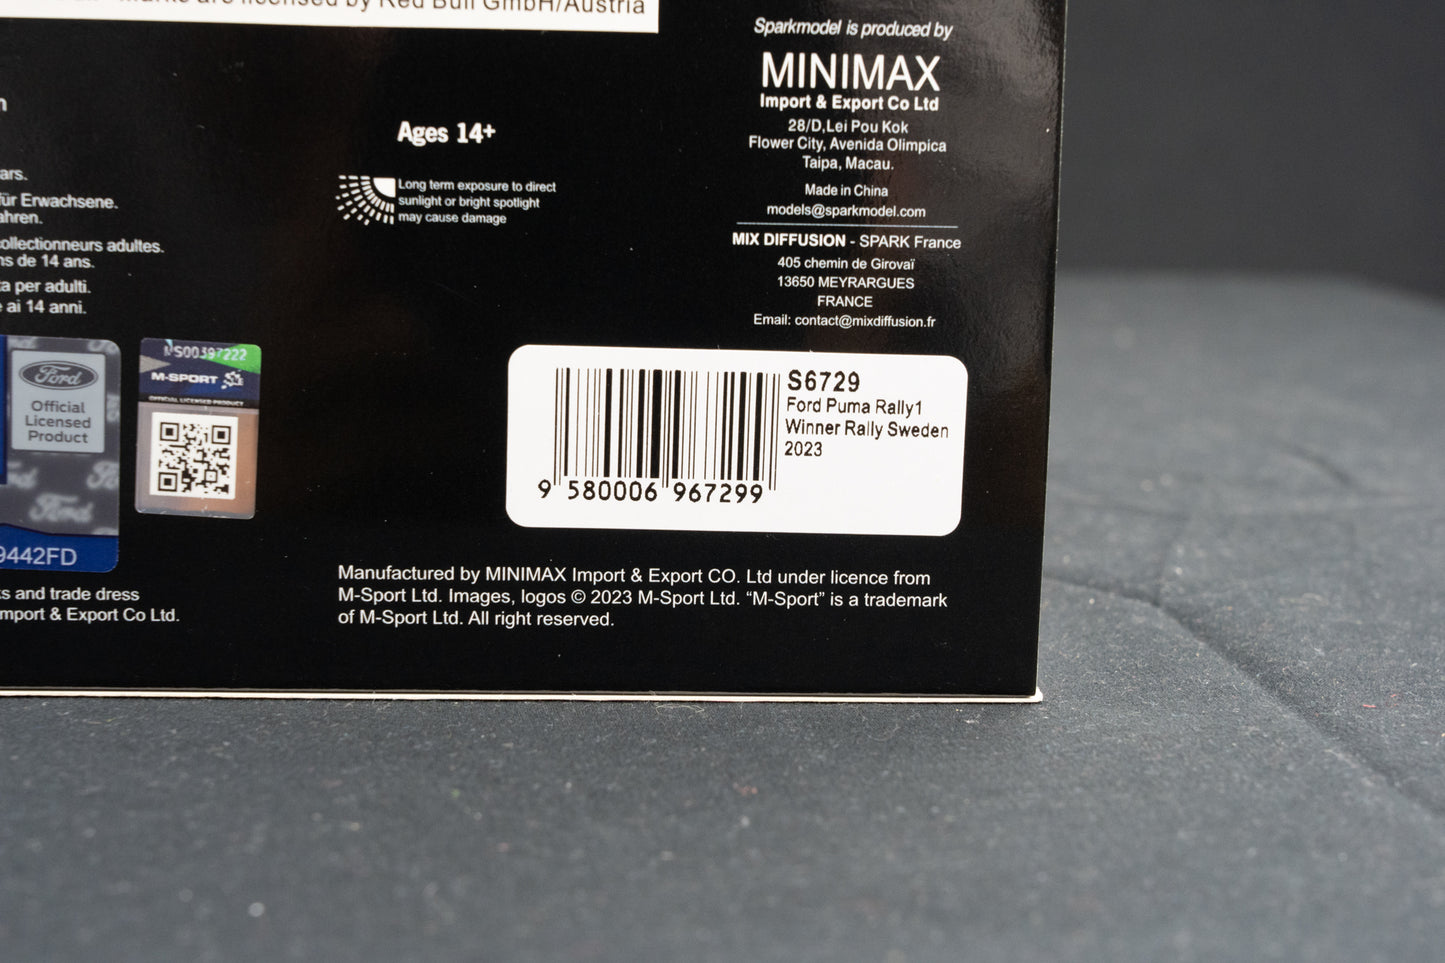 Marks are licensed by Red Bull GmbH/Austria
Sparkmodel is produced by
MINIMAX
Import & Export Co Ltd
28/D,Lei Pou Kok
Flower City, Avenida Olimpica
Taipa, Macau.
Made in China
models@sparkmodel.com
MIX DIFFUSION - SPARK France
405 chemin de Girovaï
13650 MEYRARGUES
FRANCE
Email: contact@mixdiffusion.fr
Ages 14+
Long term exposure to direct
sunlight or bright spotlight
may cause damage
ars.
für Erwachsene.
ahren.
ollectionneurs adultes.
ns de 14 ans.
ta per adulti.
e ai 14 anni.
Ford
Official
Licensed
Product
Ford
9442FD
MS00397222
M-SPORT
OFFICIAL LICENSED PRODUCT
S6729
Ford Puma Rally1
Winner Rally Sweden
2023
9 580006 967299
ks and trade dress
Import & Export Co Ltd.
Manufactured by MINIMAX Import & Export CO. Ltd under licence from
M-Sport Ltd. Images, logos © 2023 M-Sport Ltd. “M-Sport” is a trademark
of M-Sport Ltd. All right reserved.